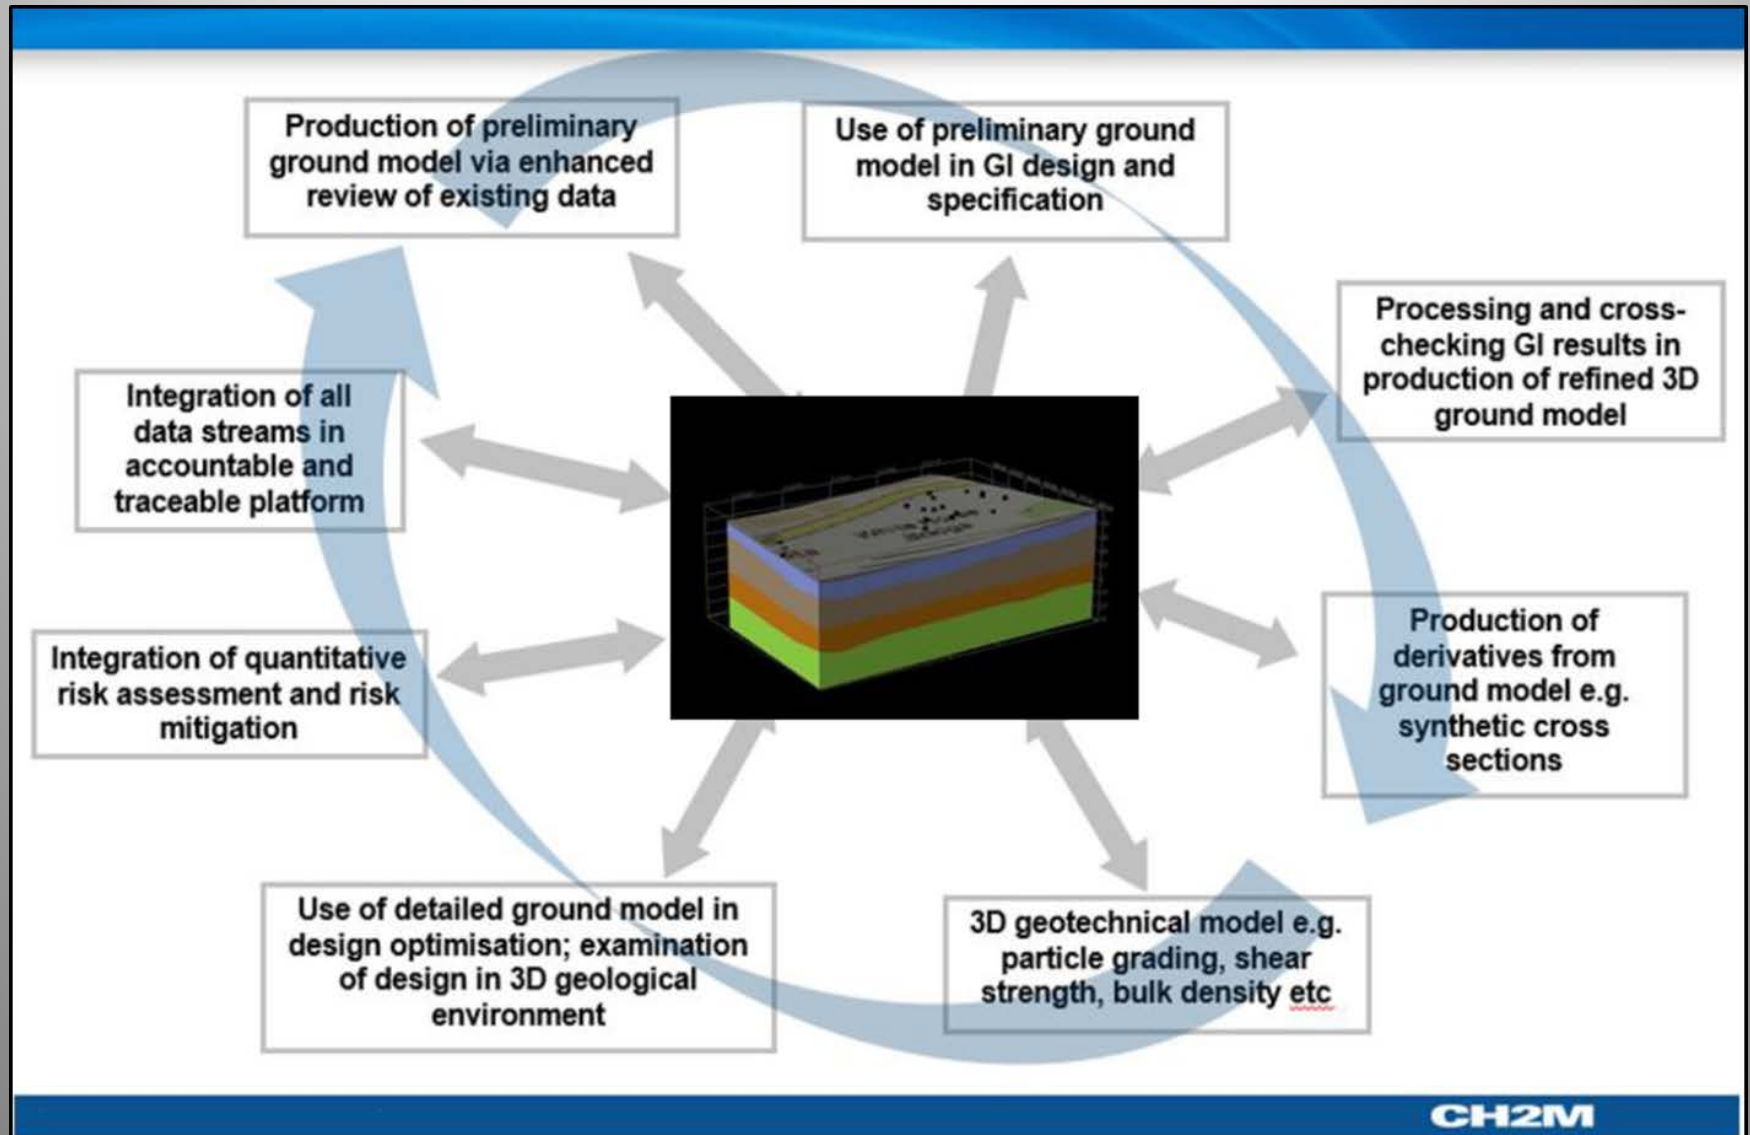 Production of preliminary
ground model via enhanced
review of existing data
Use of preliminary ground
model in GI design and
specification
Processing and cross-
checking GI results in
production of refined 3D
ground model
Integration of all
data streams in
accountable and
traceable platform
Production of
derivatives from
ground model e.g.
synthetic cross
sections
Integration of quantitative
risk assessment and risk
mitigation
Use of detailed ground model in
design optimisation; examination
of design in 3D geological
environment
3D geotechnical model e.g.
particle grading, shear
strength, bulk density etc
CH2M